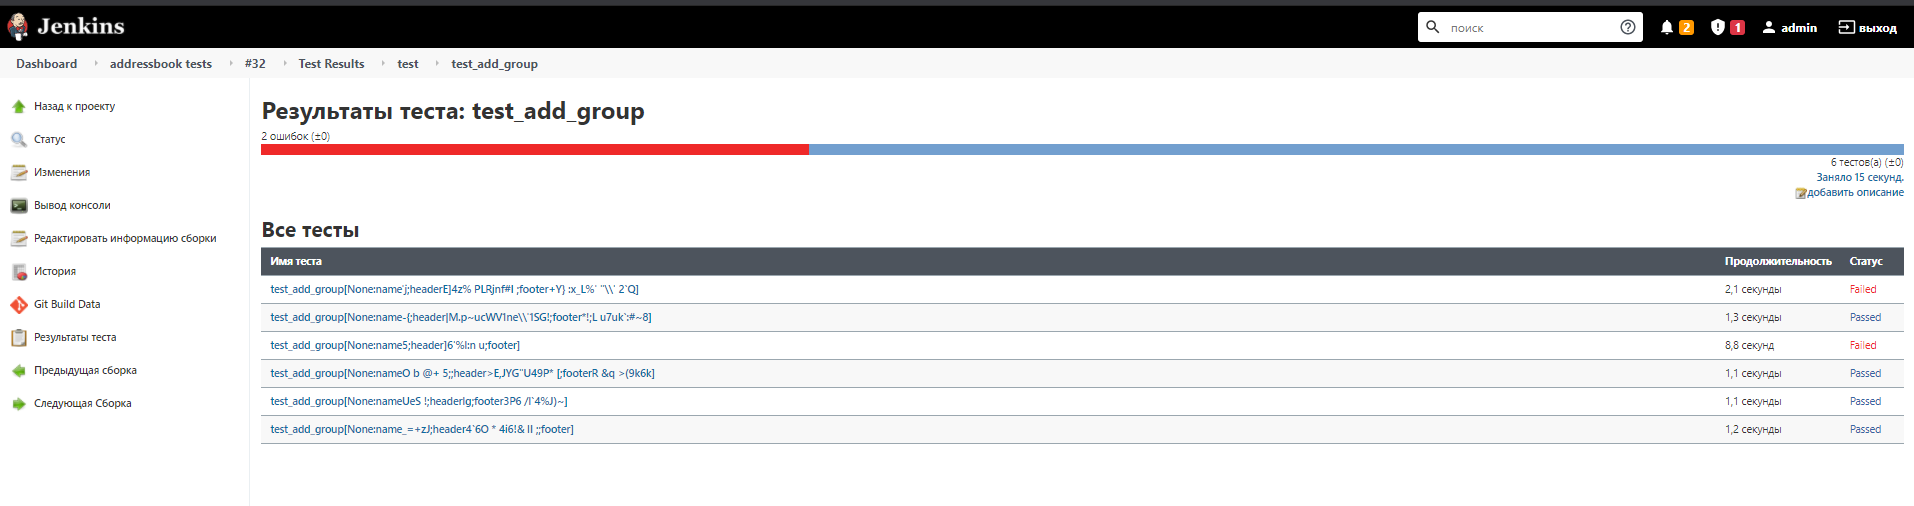 Jenkins
поиск
2
1
admin
выход
Dashboard
addressbook tests
#32
Test Results
test
test_add_group
Назад к проекту
Статус
Изменения
Вывод консоли
Редактировать информацию сборки
История
Git Build Data
Результаты теста
Предыдущая сборка
Следующая Сборка
Результаты теста: test_add_group
2 ошибок (±0)
6 тестов(а) (±0)
Заняло 15 секунд.
добавить описание
Все тесты
Имя теста Продолжительность Статус
test_add_group[None:name'j;headerE]4z% PLRjnf#I ;footer+Y} :x_L%' "\\' 2`Q] 2,1 секунды Failed
test_add_group[None:name-{;header|M.p~ucWV1ne\\'1SG!;footer*!;L u7uk`:#~8] 1,3 секунды Passed
test_add_group[None:name5;header]6'%I:n u;footer] 8,8 секунд Failed
test_add_group[None:nameO b @+ 5;;header>E,JYG"U49P* [;footerR &q >(9k6k] 1,1 секунды Passed
test_add_group[None:nameUeS !;headerIg;footer3P6 /I`4%J)~] 1,1 секунды Passed
test_add_group[None:name_=+zJ;header4`6O * 4i6!& II ;;footer] 1,2 секунды Passed